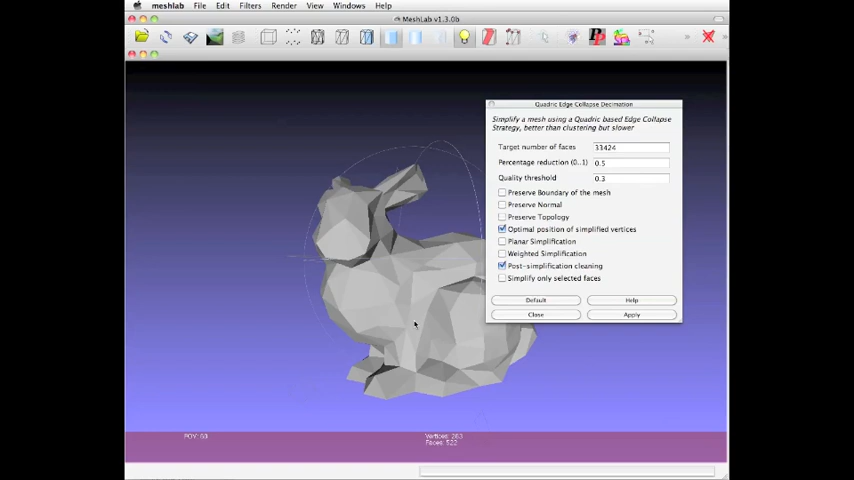 meshlab File Edit Filters Render View Windows Help
MeshLab v1.3.0b
Quadric Edge Collapse Decimation
Simplify a mesh using a Quadric based Edge Collapse
Strategy, better than clustering but slower
Target number of faces 33424
Percentage reduction (0..1) 0.5
Quality threshold 0.3
Preserve Boundary of the mesh
Preserve Normal
Preserve Topology
Optimal position of simplified vertices
Planar Simplification
Weighted Simplification
Post-simplification cleaning
Simplify only selected faces
Default Help
Close Apply
FOV: 63
Vertices: 263
Faces: 522